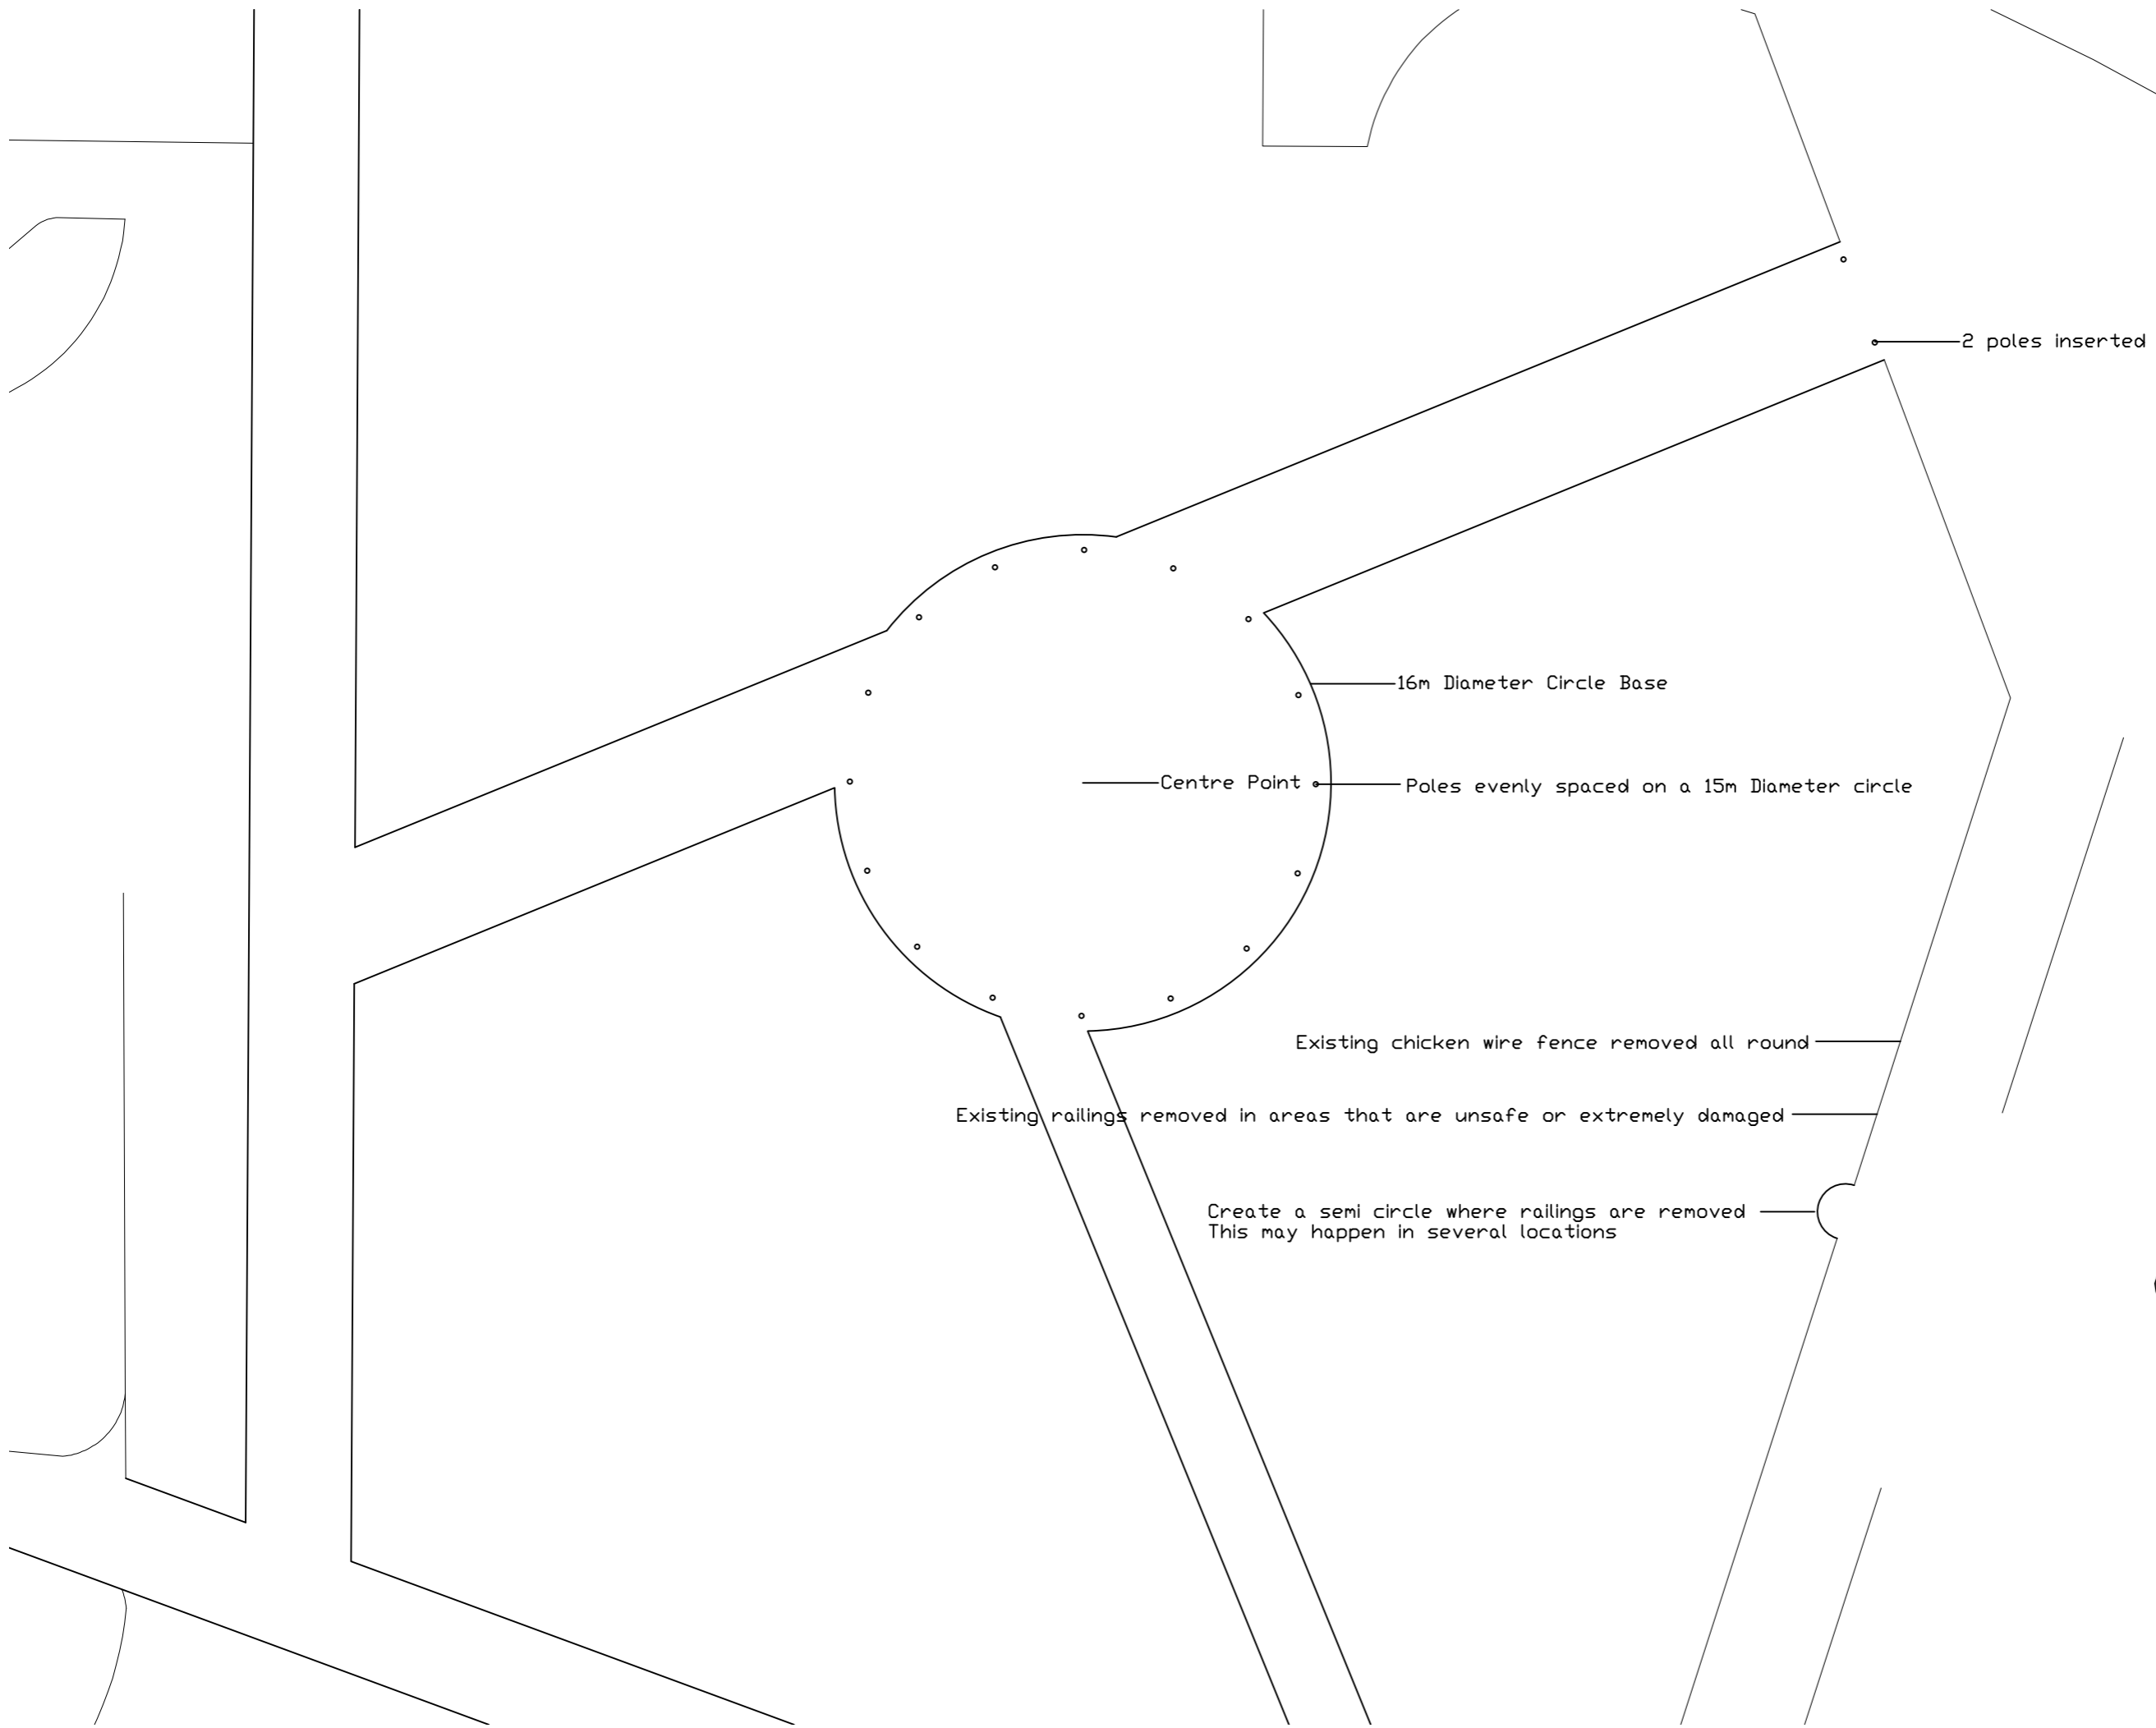 2 poles inserted
16m Diameter Circle Base
Centre Point
Poles evenly spaced on a 15m Diameter circle
Existing chicken wire fence removed all round
Existing railings removed in areas that are unsafe or extremely damaged
Create a semi circle where railings are removed
This may happen in several locations